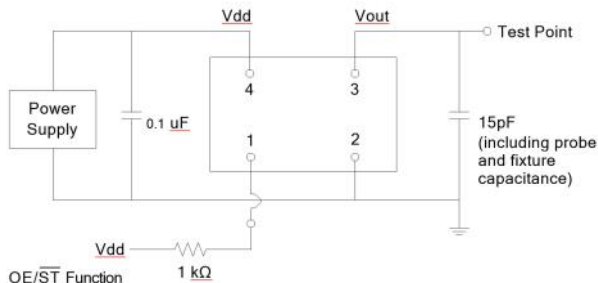 Vdd
Vout
Test Point
4
3
Power
Supply
0.1 uF
15pF
(including probe
and fixture
capacitance)
1
2
Vdd
1 kΩ
OE/S̅T̅ Function